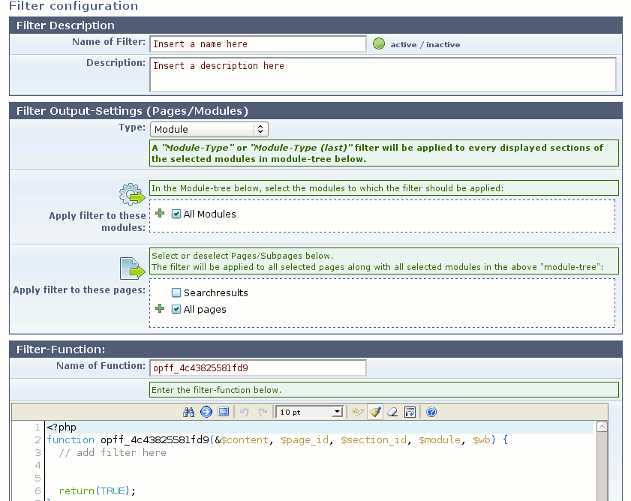 Filter configuration
Filter Description
Name of Filter: Insert a name here active / inactive
Description: Insert a description here
Filter Output-Settings (Pages/Modules)
Type: Module
A "Module-Type" or "Module-Type (last)" filter will be applied to every displayed sections of
the selected modules in module-tree below.
In the Module-tree below, select the modules to which the filter should be applied:
Apply filter to these
modules:
All Modules
Select or deselect Pages/Subpages below.
The filter will be applied to all selected pages along with all selected modules in the above "module-tree":
Apply filter to these pages:
Searchresults
All pages
Filter-Function:
Name of Function: opff_4c43825581fd9
Enter the filter-function below.
10 pt
1 <?php
2 function opff_4c43825581fd9(&$content, $page_id, $section_id, $module, $wb) {
3 // add filter here
4
5
6 return(TRUE);